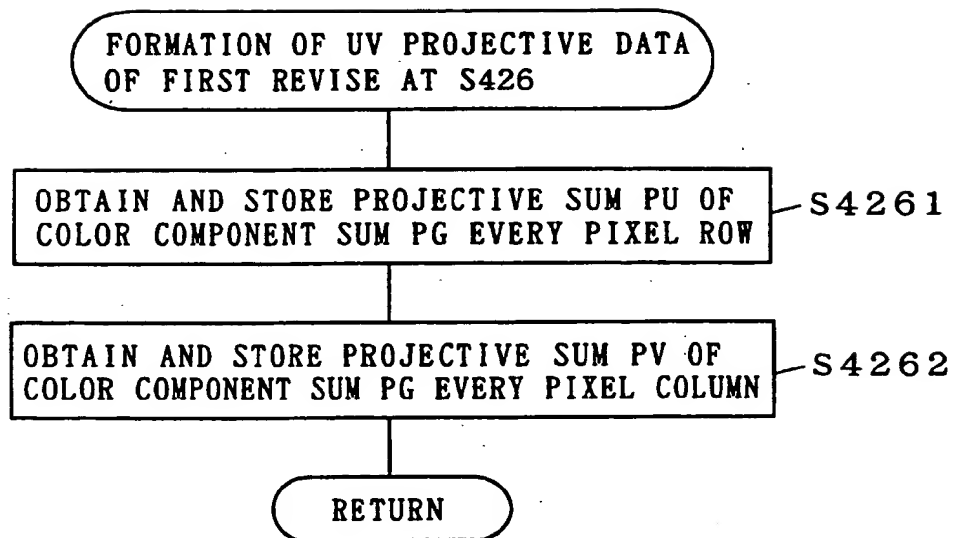 FORMATION OF UV PROJECTIVE DATA
OF FIRST REVISE AT S426
OBTAIN AND STORE PROJECTIVE SUM PU OF
COLOR COMPONENT SUM PG EVERY PIXEL ROW
S4261
OBTAIN AND STORE PROJECTIVE SUM PV OF
COLOR COMPONENT SUM PG EVERY PIXEL COLUMN
S4262
RETURN